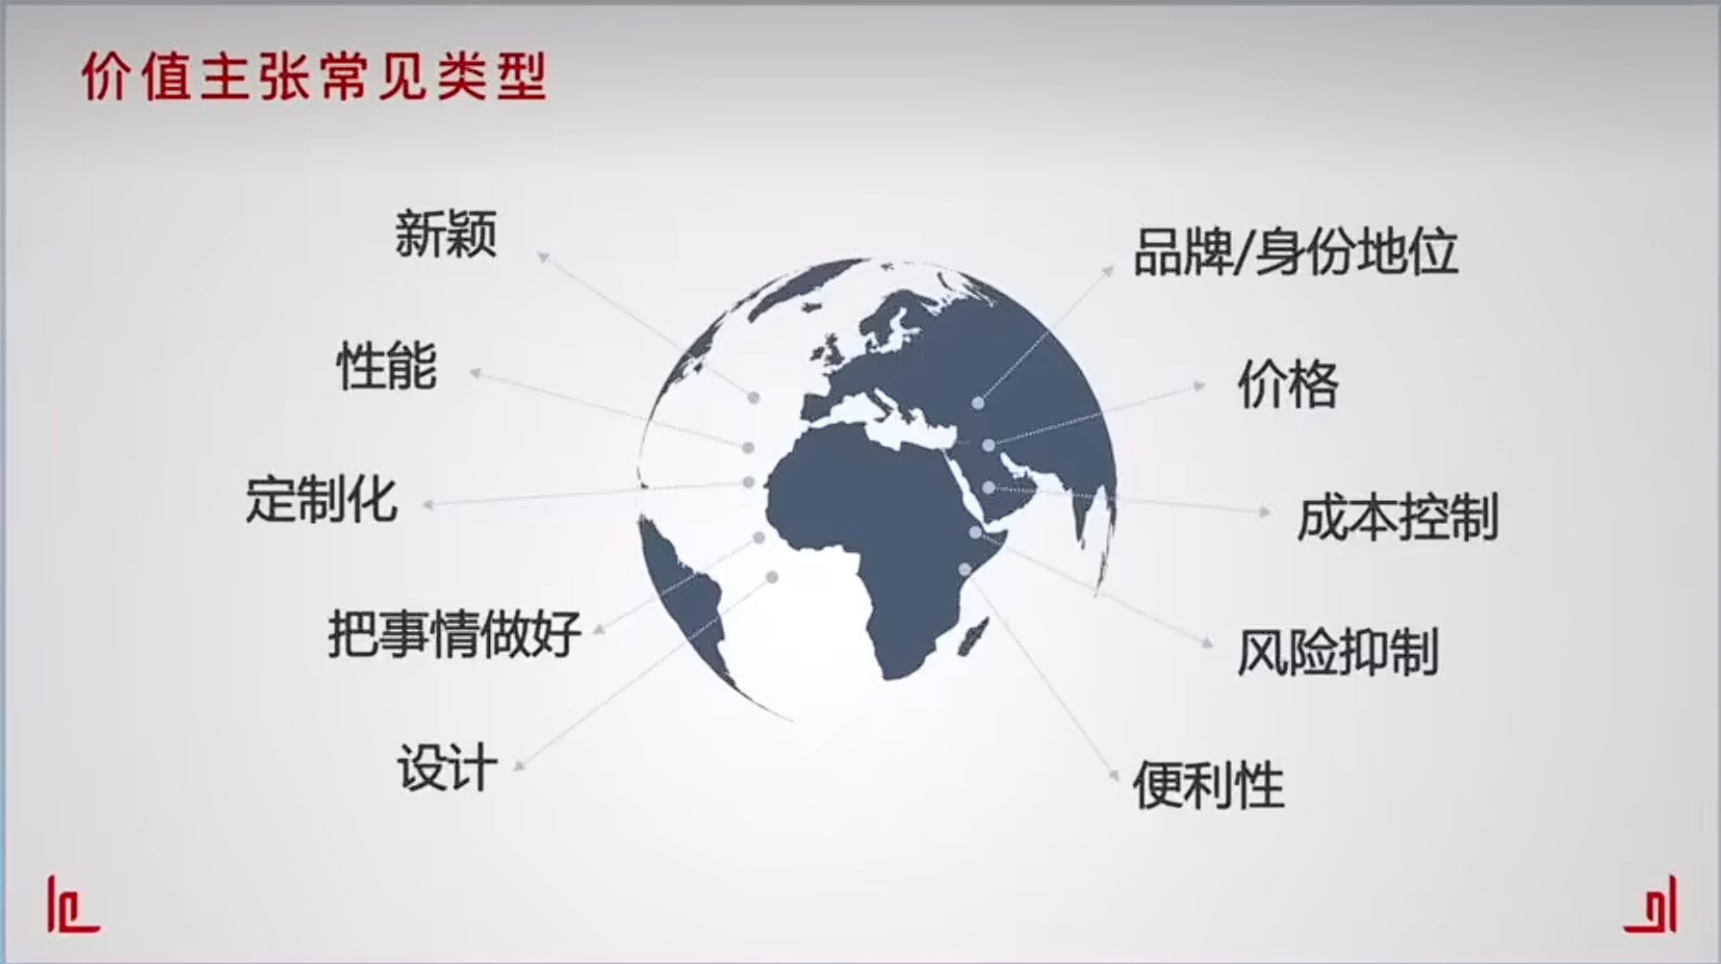 价值主张常见类型
新颖
性能
定制化
把事情做好
设计
品牌/身份地位
价格
成本控制
风险抑制
便利性